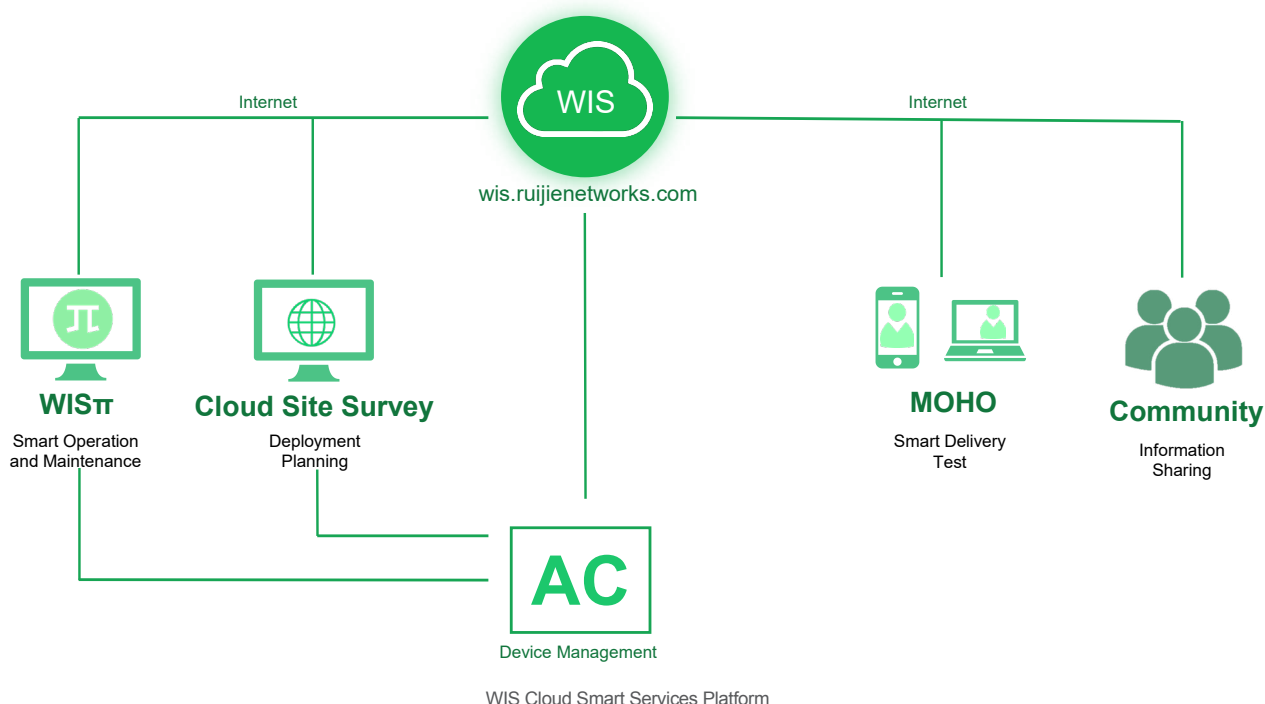 Internet
WIS
Internet
wis.ruijienetworks.com
π
WISπ
Smart Operation
and Maintenance
Cloud Site Survey
Deployment
Planning
MOHO
Smart Delivery
Test
Community
Information
Sharing
AC
Device Management
WIS Cloud Smart Services Platform